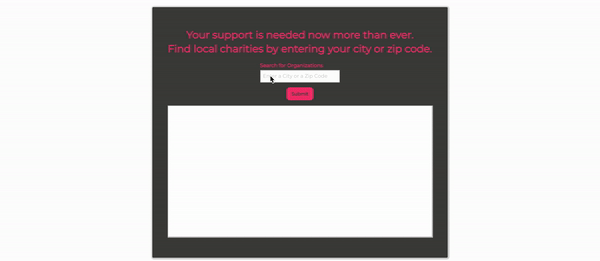 Your support is needed now more than ever.
Find local charities by entering your city or zip code.
Search for Organizations
Enter a City or a Zip Code
Submit